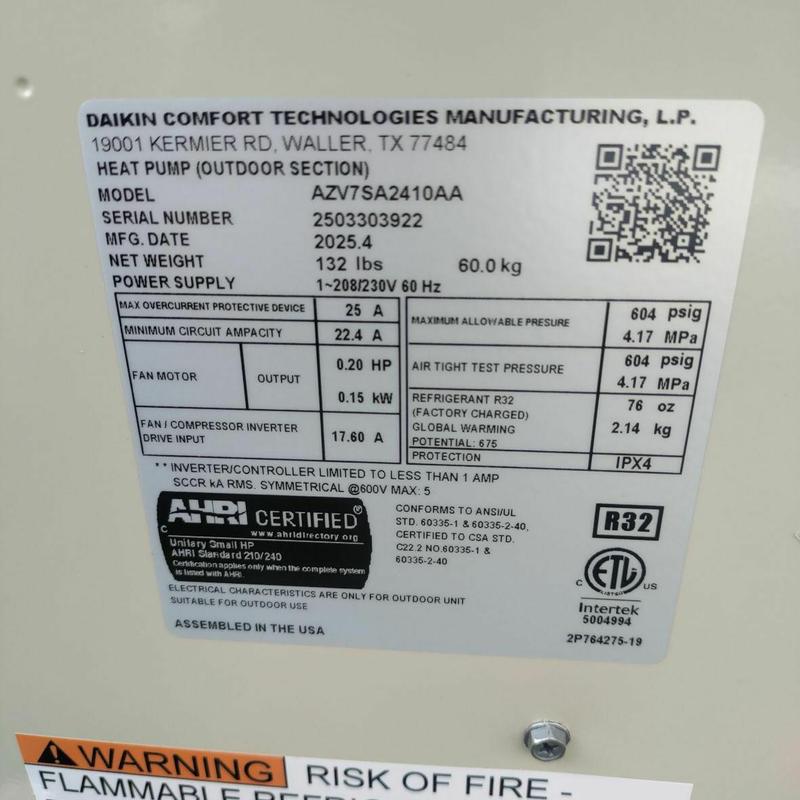 DAIKIN COMFORT TECHNOLOGIES MANUFACTURING, L.P.
19001 KERMIER RD, WALLER, TX 77484
HEAT PUMP (OUTDOOR SECTION)
MODEL AZV7SA2410AA
SERIAL NUMBER 2503303922
MFG. DATE 2025.4
NET WEIGHT 132 lbs 60.0 kg
POWER SUPPLY 1~208/230V 60 Hz
MAX OVERCURRENT PROTECTIVE DEVICE 25 A
MINIMUM CIRCUIT AMPACITY 22.4 A
FAN MOTOR OUTPUT 0.20 HP
0.15 kW
FAN / COMPRESSOR INVERTER
DRIVE INPUT 17.60 A
MAXIMUM ALLOWABLE PRESURE 604 psig
4.17 MPa
AIR TIGHT TEST PRESSURE 604 psig
4.17 MPa
REFRIGERANT R32
(FACTORY CHARGED) 76 oz
GLOBAL WARMING 2.14 kg
POTENTIAL: 675
PROTECTION IPX4
** INVERTER/CONTROLLER LIMITED TO LESS THAN 1 AMP
SCCR kA RMS. SYMMETRICAL @600V MAX: 5
AHRI CERTIFIED®
C
www.ahridirectory.org
Unitary Small HP
AHRI Standard 210/240
Certification applies only when the complete system
is listed with AHRI.
CONFORMS TO ANSI/UL
STD. 60335-1 & 60335-2-40,
CERTIFIED TO CSA STD.
C22.2 NO.60335-1 &
60335-2-40
R32
C ETL US
LISTED
Intertek
5004994
ELECTRICAL CHARACTERISTICS ARE ONLY FOR OUTDOOR UNIT
SUITABLE FOR OUTDOOR USE
ASSEMBLED IN THE USA
2P764275-19
WARNING RISK OF FIRE -
FLAMMABLE